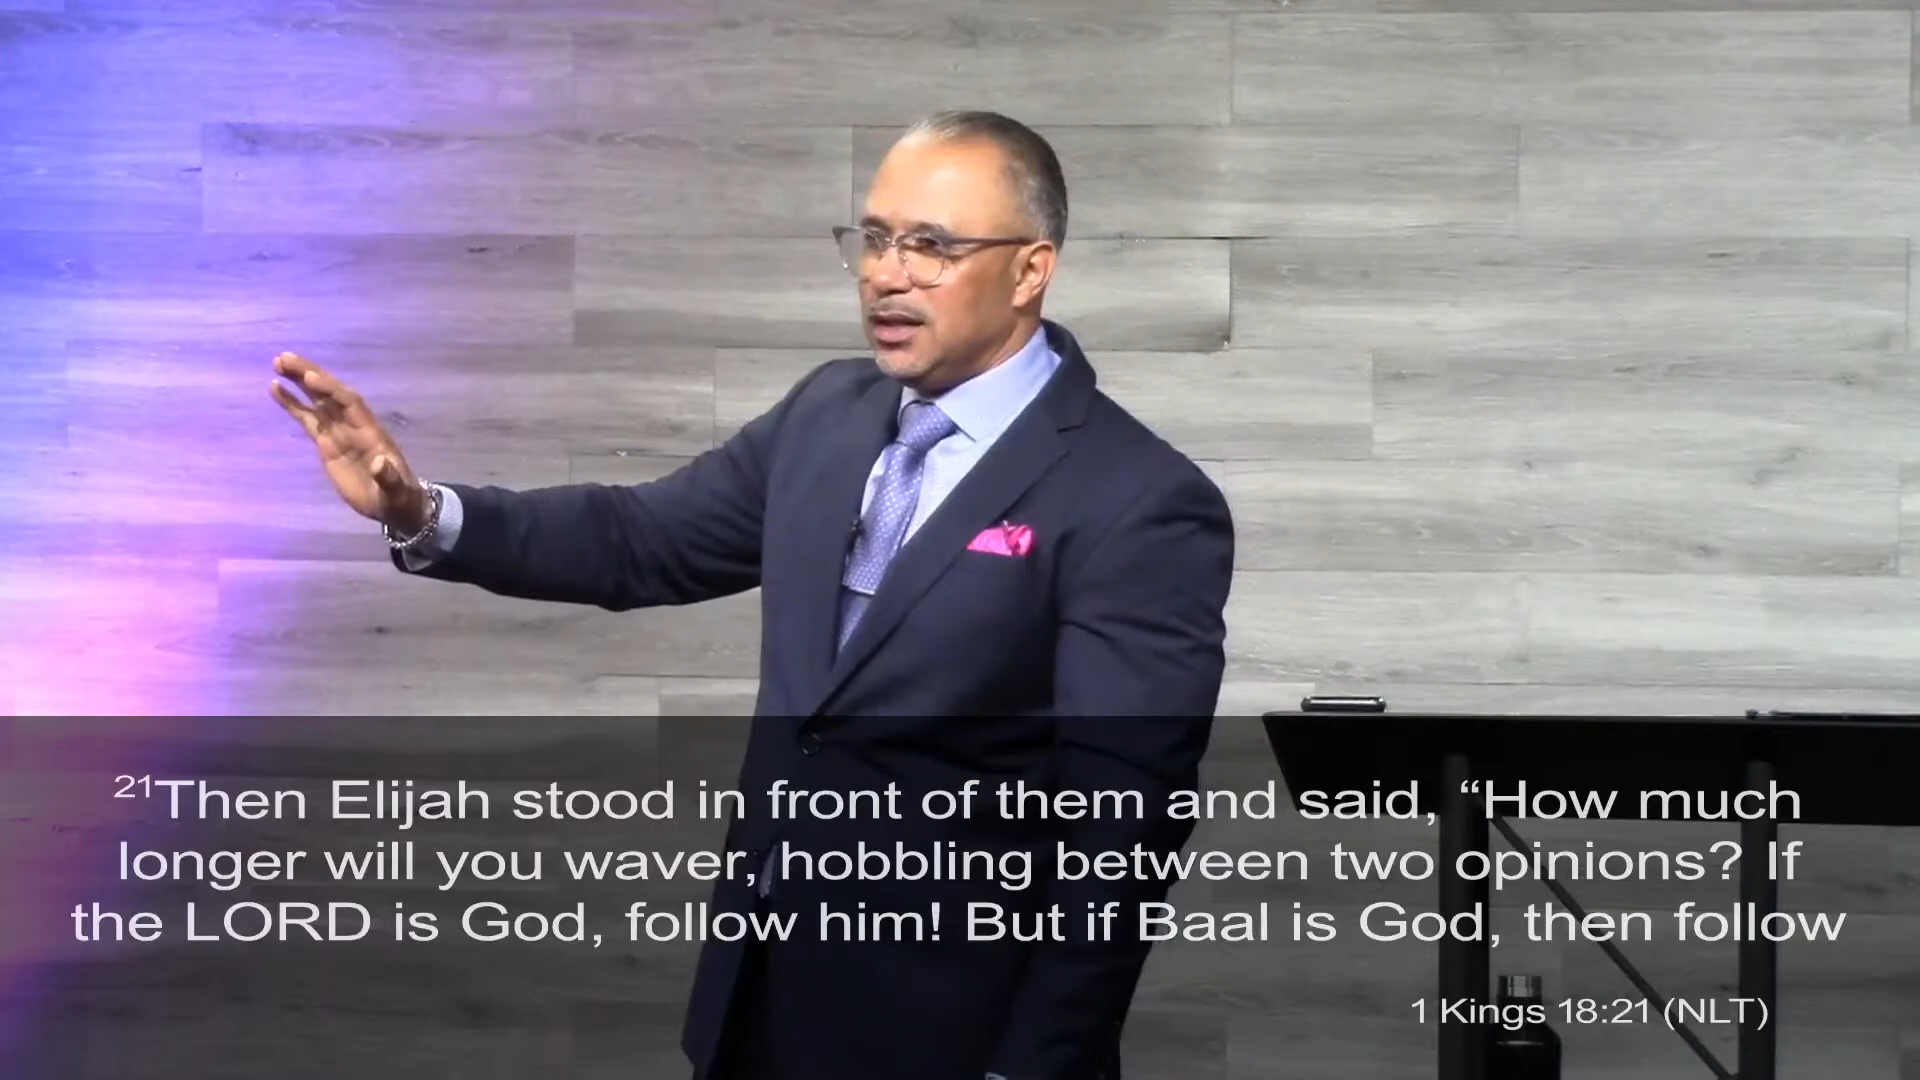 ²¹Then Elijah stood in front of them and said, “How much
longer will you waver, hobbling between two opinions? If
the LORD is God, follow him! But if Baal is God, then follow
1 Kings 18:21 (NLT)